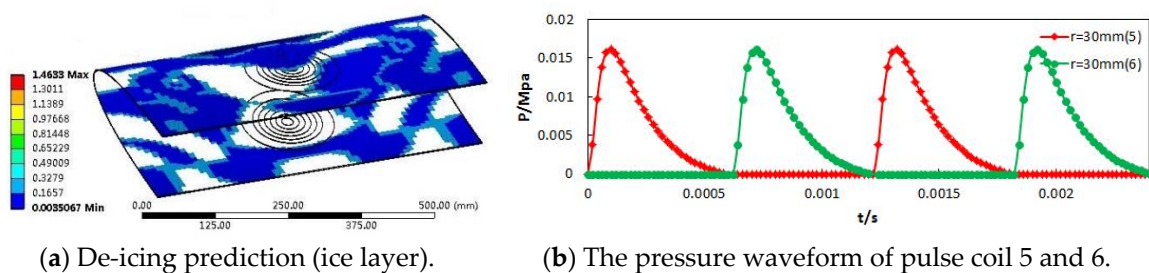 1.4633 Max
1.3011
1.1389
0.97668
0.81448
0.65229
0.49009
0.3279
0.1657
0.0035067 Min
0.00 250.00 500.00 (mm)
125.00 375.00
(a) De-icing prediction (ice layer).
P/Mpa
0.02
0.015
0.01
0.005
0
r=30mm(5)
r=30mm(6)
0 0.0005 0.001 0.0015 0.002
t/s
(b) The pressure waveform of pulse coil 5 and 6.